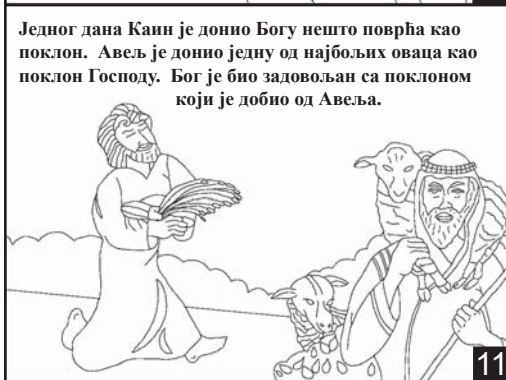 Једног дана Каин је донио Богу нешто поврћа као
поклон. Авељ је донио једну од најбољих оваца као
поклон Господу. Бог је био задовољан са поклоном
који је добио од Авеља.
11